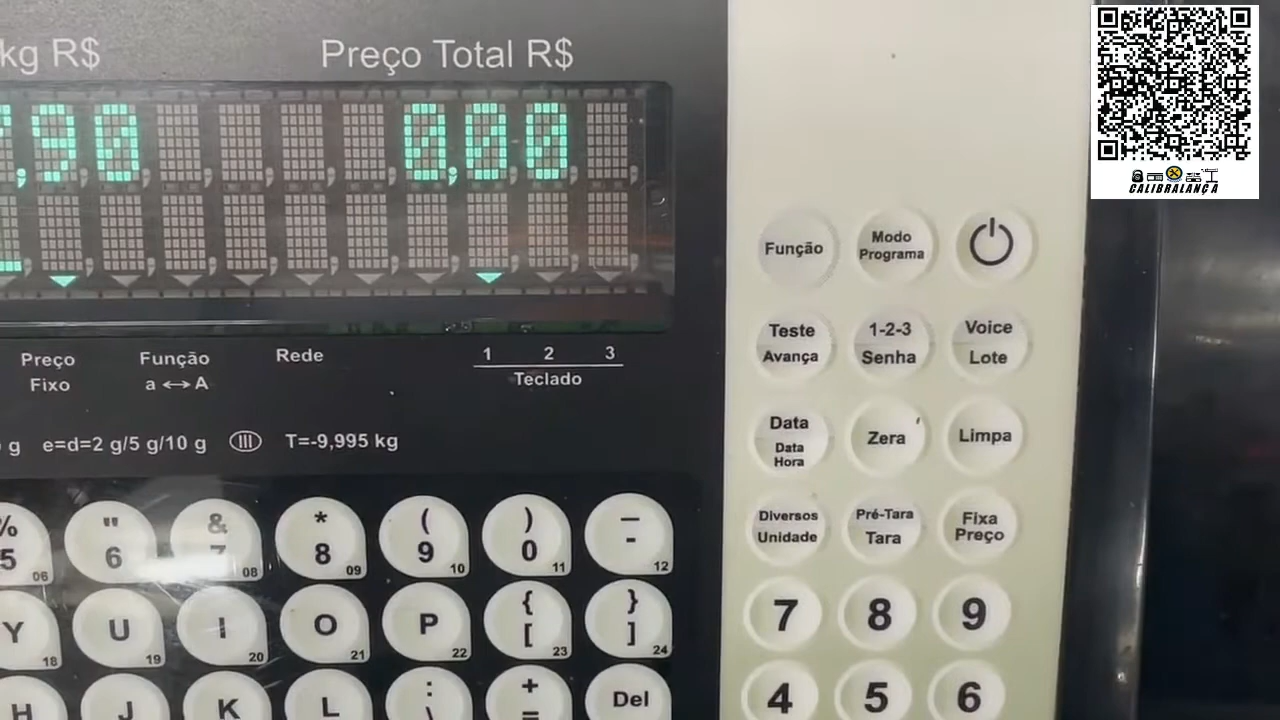 kg R$
Preço Total R$
,90
0,00
CALIBRALANÇA
Preço
Fixo
Função
a ↔ A
Rede
1 2 3
Teclado
g e=d=2 g/5 g/10 g III T=-9,995 kg
Função
Modo
Programa
Teste
Avança
1-2-3
Senha
Voice
Lote
Data
Data
Hora
Zera
Limpa
Diversos
Unidade
Pré-Tara
Tara
Fixa
Preço
7 8 9
4 5 6
% " & * ( ) _
5 6 7 8 9 0 -
06 08 09 10 11 12
{ }
Y U I O P [ ]
18 19 20 21 22 23 24
: +
H J K L \ = Del